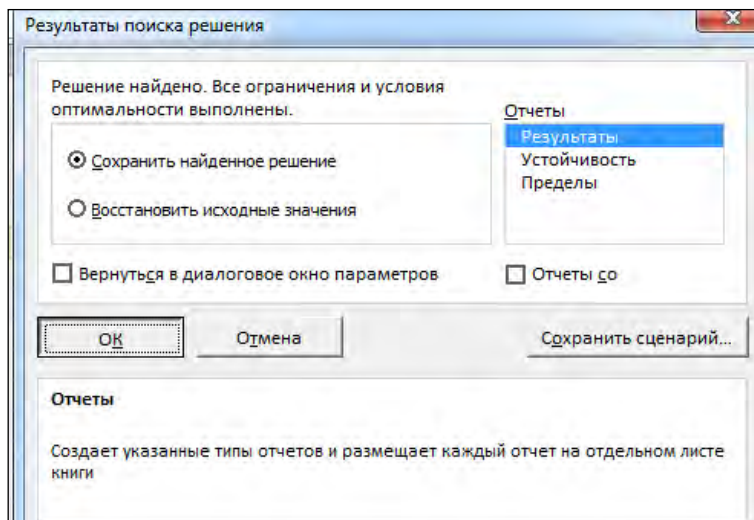 Результаты поиска решения
Решение найдено. Все ограничения и условия
оптимальности выполнены.
Отчеты
Результаты
Устойчивость
Пределы
Сохранить найденное решение
Восстановить исходные значения
Вернуться в диалоговое окно параметров
Отчеты со
ОК
Отмена
Сохранить сценарий...
Отчеты
Создает указанные типы отчетов и размещает каждый отчет на отдельном листе
книги